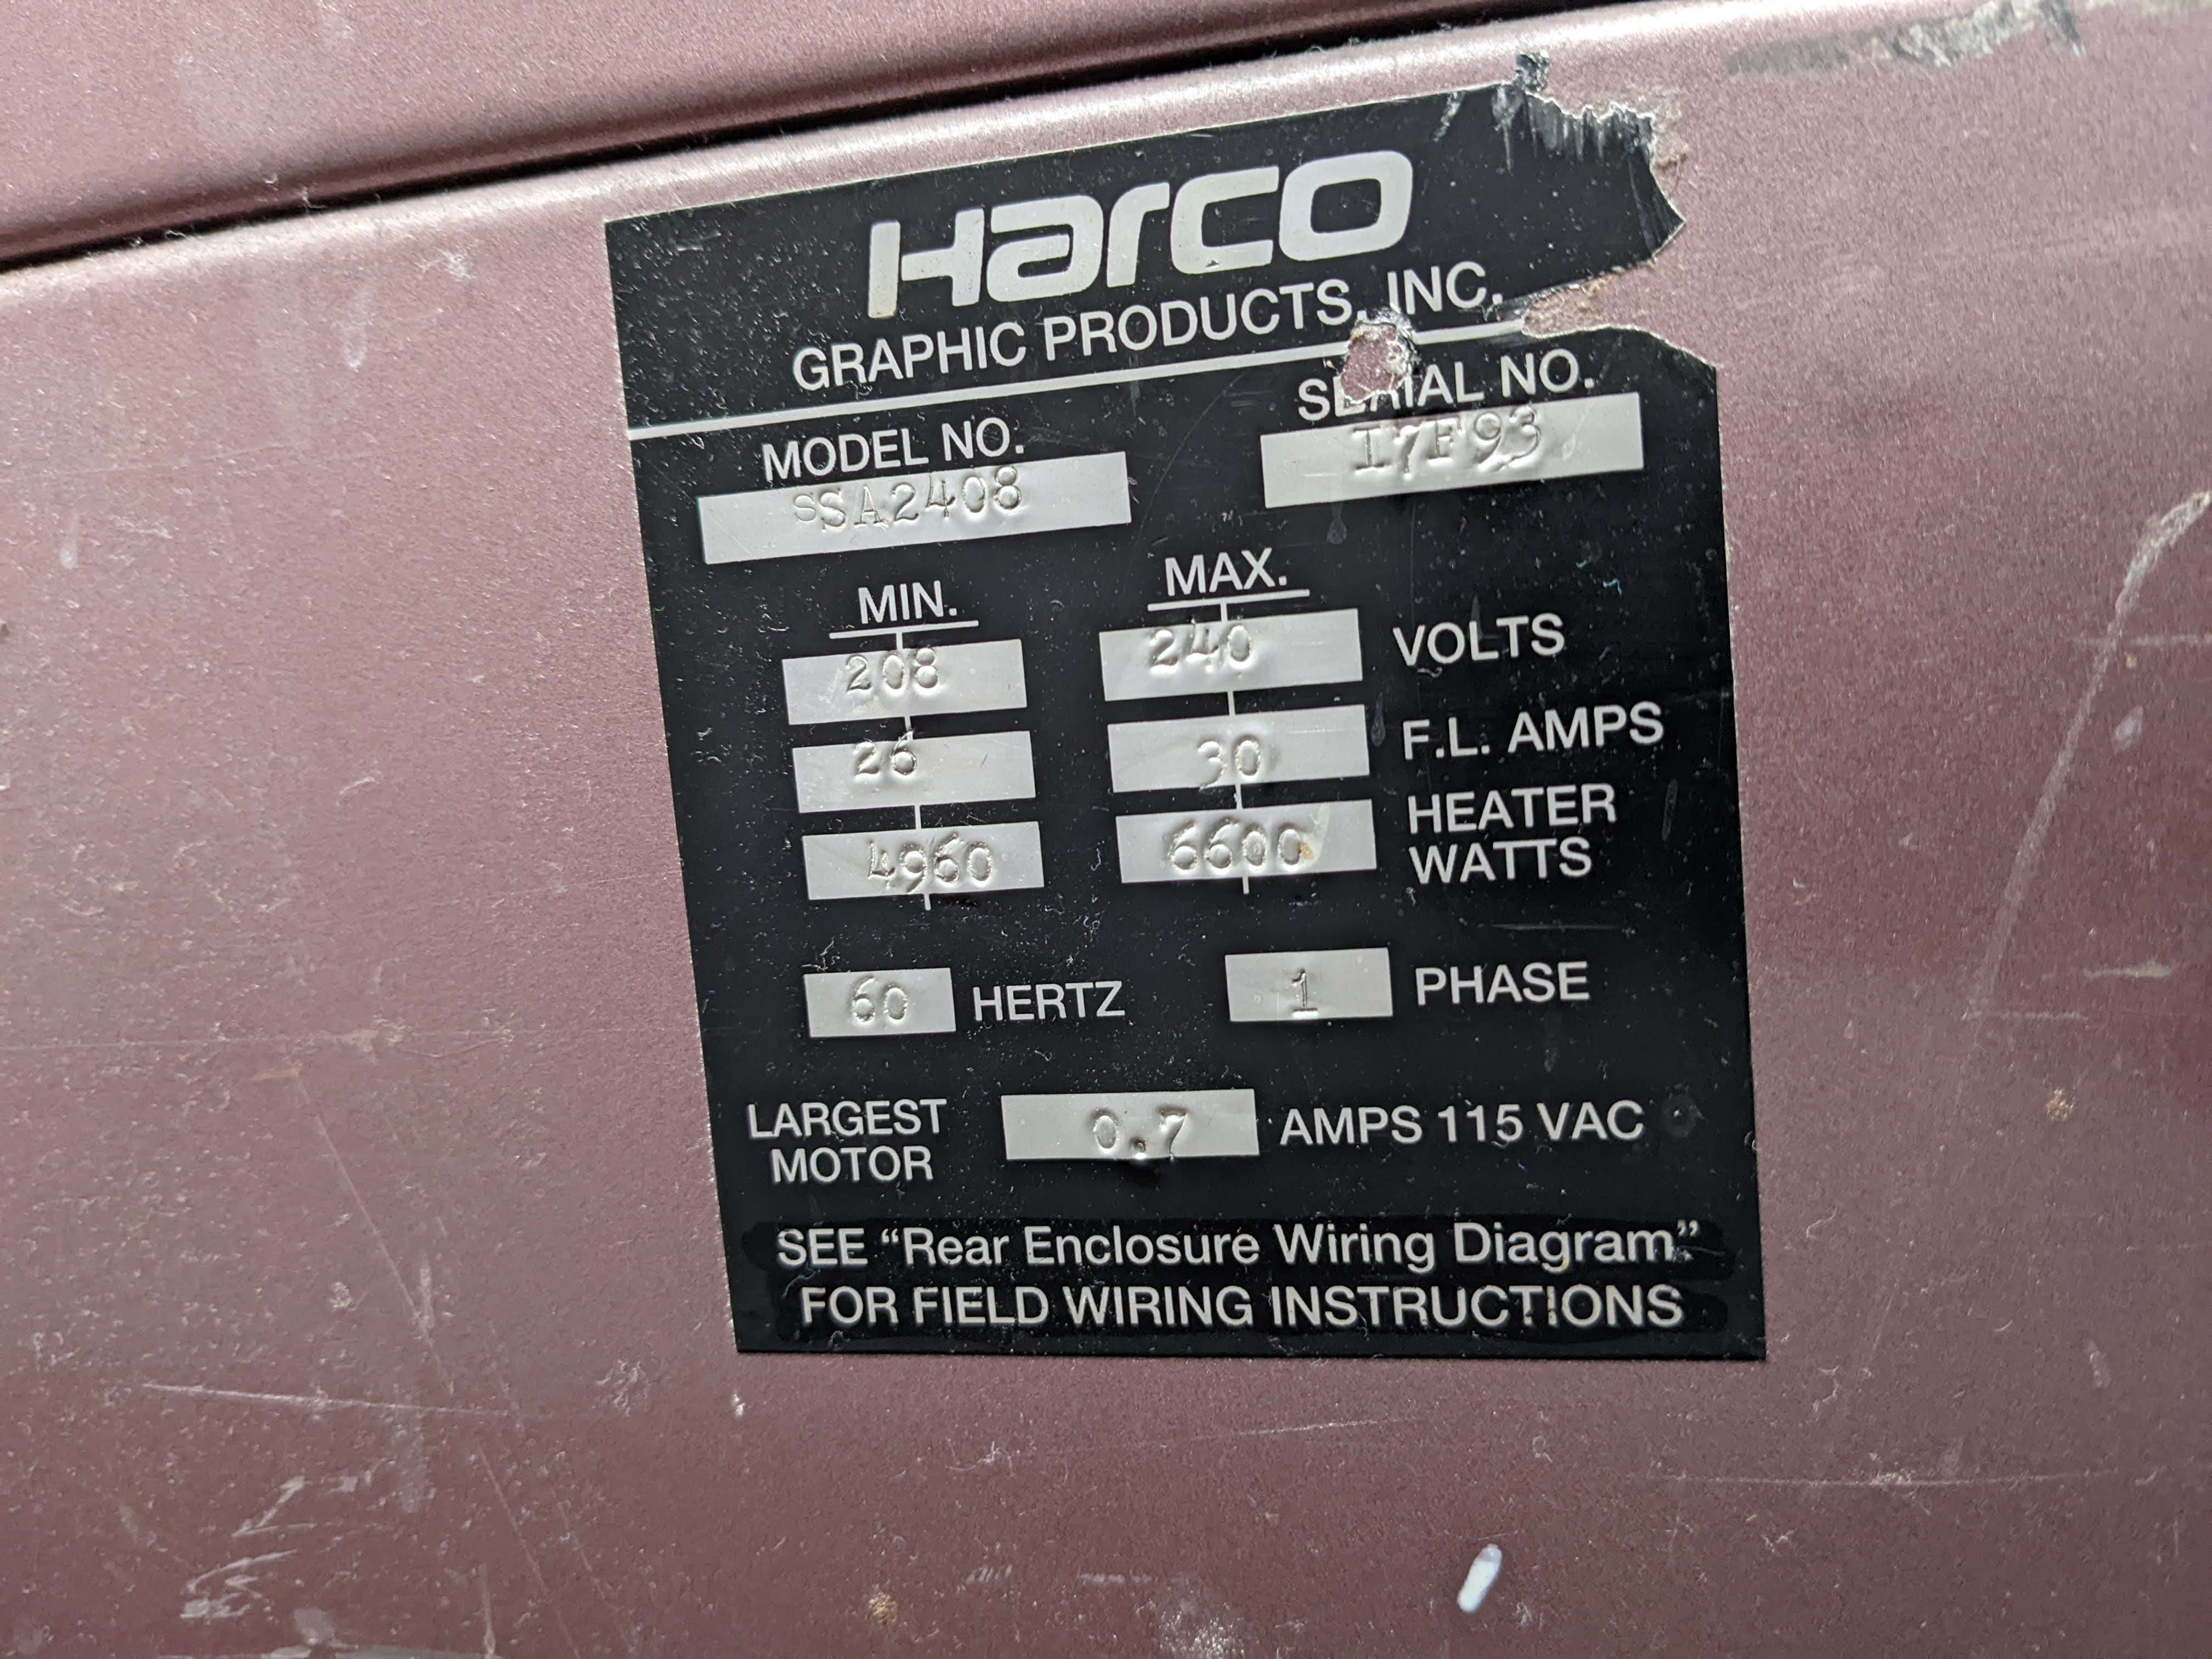 Harco
GRAPHIC PRODUCTS, INC.
MODEL NO. SERIAL NO.
SSA2408 I7F93
MIN. MAX.
208 240 VOLTS
26 30 F.L. AMPS
4960 6600 HEATER WATTS
60 HERTZ 1 PHASE
LARGEST MOTOR 0.7 AMPS 115 VAC
SEE “Rear Enclosure Wiring Diagram”
FOR FIELD WIRING INSTRUCTIONS